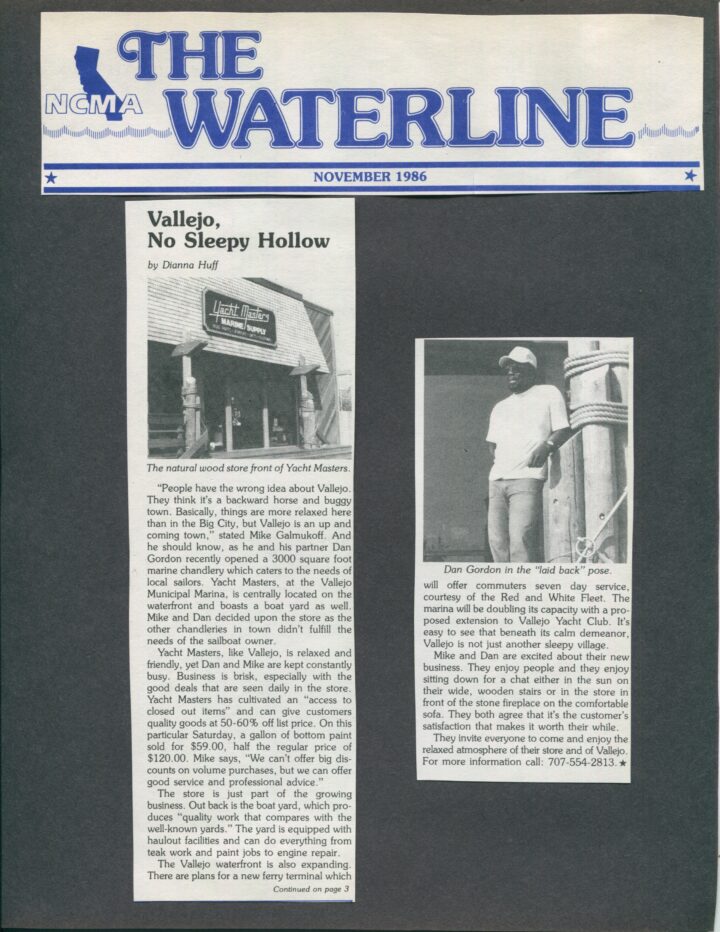 THE
NCMA
WATERLINE
NOVEMBER 1986
Vallejo,
No Sleepy Hollow
by Dianna Huff
Yacht Masters
MARINE SUPPLY
The natural wood store front of Yacht Masters.
"People have the wrong idea about Vallejo.
They think it's a backward horse and buggy
town. Basically, things are more relaxed here
than in the Big City, but Vallejo is an up and
coming town," stated Mike Galmukoff. And
he should know, as he and his partner Dan
Gordon recently opened a 3000 square foot
marine chandlery which caters to the needs of
local sailors. Yacht Masters, at the Vallejo
Municipal Marina, is centrally located on the
waterfront and boasts a boat yard as well.
Mike and Dan decided upon the store as the
other chandleries in town didn't fulfill the
needs of the sailboat owner.
Yacht Masters, like Vallejo, is relaxed and
friendly, yet Dan and Mike are kept constantly
busy. Business is brisk, especially with the
good deals that are seen daily in the store.
Yacht Masters has cultivated an "access to
closed out items" and can give customers
quality goods at 50-60% off list price. On this
particular Saturday, a gallon of bottom paint
sold for $59.00, half the regular price of
$120.00. Mike says, "We can't offer big dis-
counts on volume purchases, but we can offer
good service and professional advice."
The store is just part of the growing
business. Out back is the boat yard, which pro-
duces "quality work that compares with the
well-known yards." The yard is equipped with
haulout facilities and can do everything from
teak work and paint jobs to engine repair.
The Vallejo waterfront is also expanding.
There are plans for a new ferry terminal which
Continued on page 3
Dan Gordon in the "laid back" pose.
will offer commuters seven day service,
courtesy of the Red and White Fleet. The
marina will be doubling its capacity with a pro-
posed extension to Vallejo Yacht Club. It's
easy to see that beneath its calm demeanor,
Vallejo is not just another sleepy village.
Mike and Dan are excited about their new
business. They enjoy people and they enjoy
sitting down for a chat either in the sun on
their wide, wooden stairs or in the store in
front of the stone fireplace on the comfortable
sofa. They both agree that it's the customer's
satisfaction that makes it worth their while.
They invite everyone to come and enjoy the
relaxed atmosphere of their store and of Vallejo.
For more information call: 707-554-2813. ★